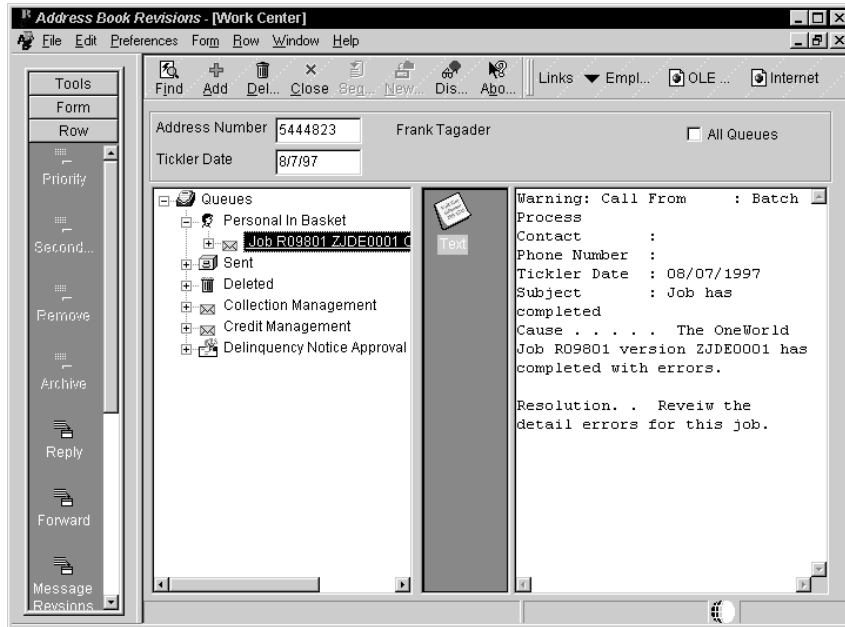 Address Book Revisions - [Work Center]
File Edit Preferences Form Row Window Help
Tools
Form
Row
Priority
Second...
Remove
Archive
Reply
Forward
Message
Revsions
Find Add Del... Close Seq... New... Dis... Abo... Links Empl... OLE ... Internet
Address Number 5444823 Frank Tagader All Queues
Tickler Date 8/7/97
Queues
Personal In Basket
Job R09801 ZJDE0001 C
Sent
Deleted
Collection Management
Credit Management
Delinquency Notice Approval
Text
Warning: Call From : Batch
Process
Contact :
Phone Number :
Tickler Date : 08/07/1997
Subject : Job has
completed
Cause . . . . . The OneWorld
Job R09801 version ZJDE0001 has
completed with errors.
Resolution. . Reveiw the
detail errors for this job.